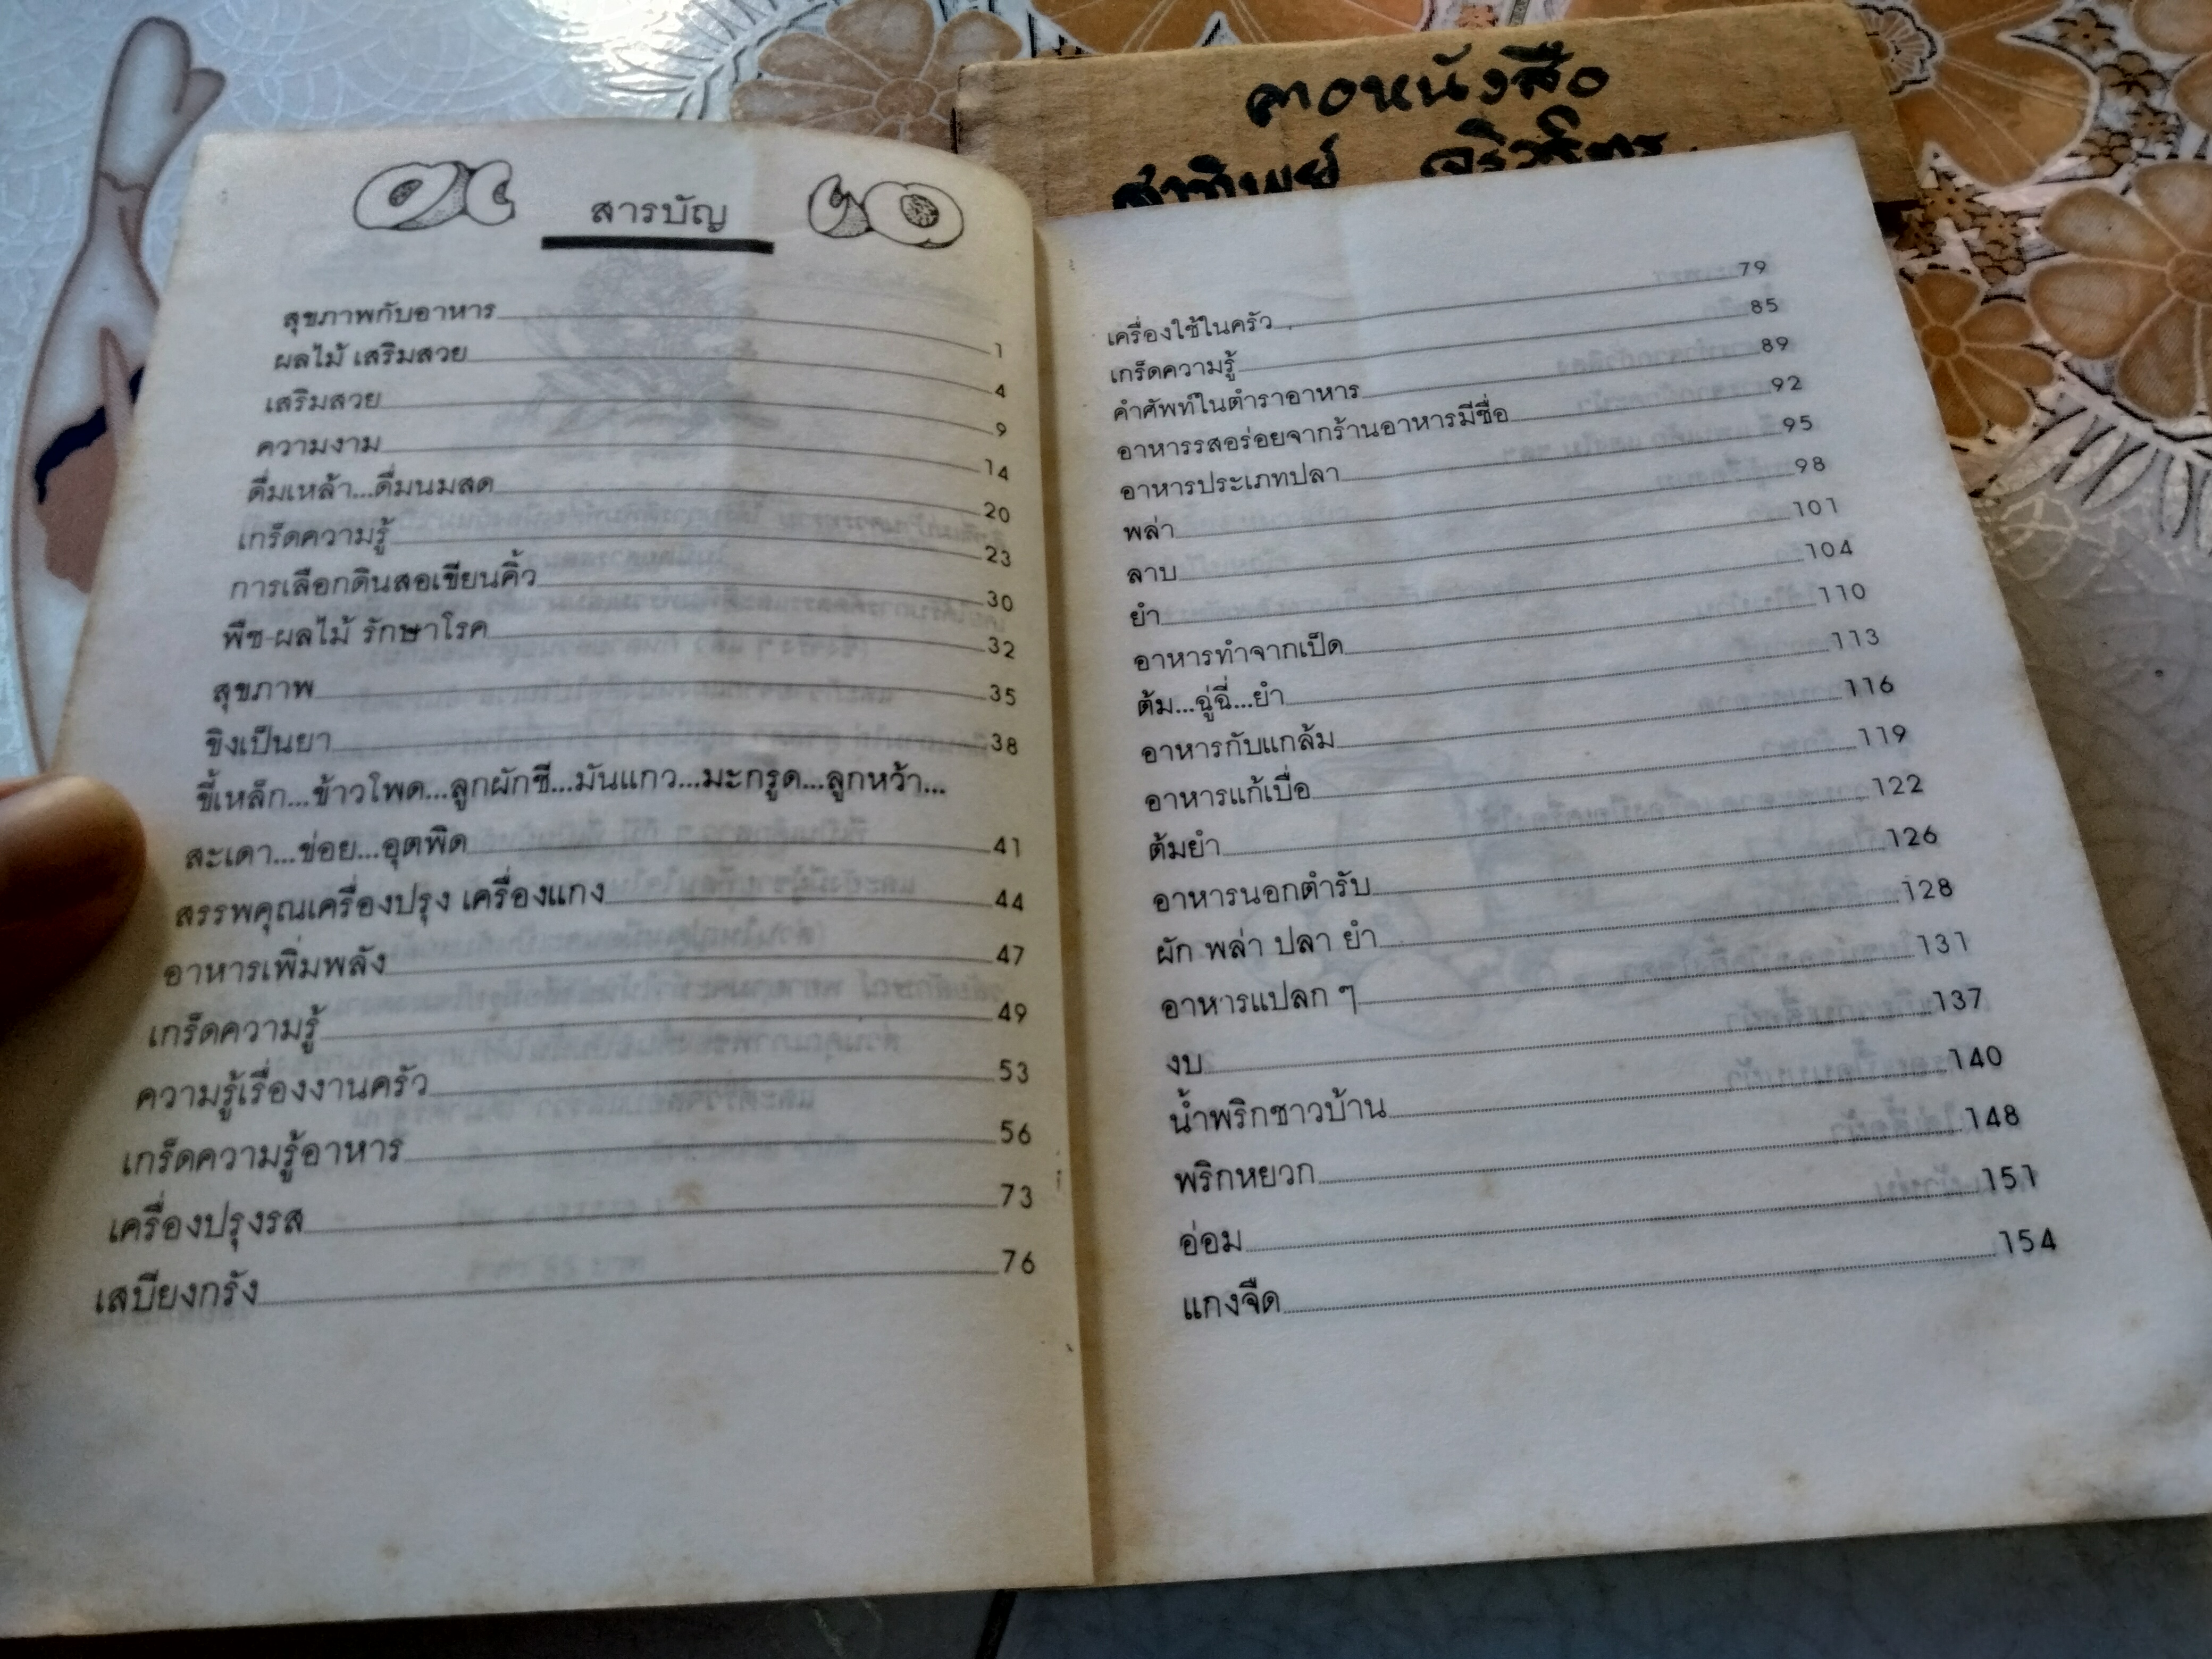 คอหนังสือ
สาทิพย์
สารบัญ
สุขภาพกับอาหาร 1
ผลไม้ เสริมสวย 4
เสริมสวย 9
ความงาม 14
ดื่มเหล้า...ดื่มนมสด 20
เกร็ดความรู้ 23
การเลือกดินสอเขียนคิ้ว 30
พืช-ผลไม้ รักษาโรค 32
สุขภาพ 35
ขิงเป็นยา 38
ขี้เหล็ก...ข้าวโพด...ลูกผักชี...มันแกว...มะกรูด...ลูกหว้า...
สะเดา...ข่อย...อุตพิด 41
สรรพคุณเครื่องปรุง เครื่องแกง 44
อาหารเพิ่มพลัง 47
เกร็ดความรู้ 49
ความรู้เรื่องงานครัว 53
เกร็ดความรู้อาหาร 56
เครื่องปรุงรส 73
เสบียงกรัง 76
เครื่องใช้ในครัว 79
เกร็ดความรู้ 85
คำศัพท์ในตำราอาหาร 89
อาหารรสอร่อยจากร้านอาหารมีชื่อ 92
อาหารประเภทปลา 95
พล่า 98
ลาบ 101
ยำ 104
อาหารทำจากเป็ด 110
ต้ม...ฉู่ฉี่...ยำ 113
อาหารกับแกล้ม 116
อาหารแก้เบื่อ 119
ต้มยำ 122
อาหารนอกตำรับ 126
ผัก พล่า ปลา ยำ 128
อาหารแปลก ๆ 131
งบ 137
น้ำพริกชาวบ้าน 140
พริกหยวก 148
อ่อม 151
แกงจืด 154